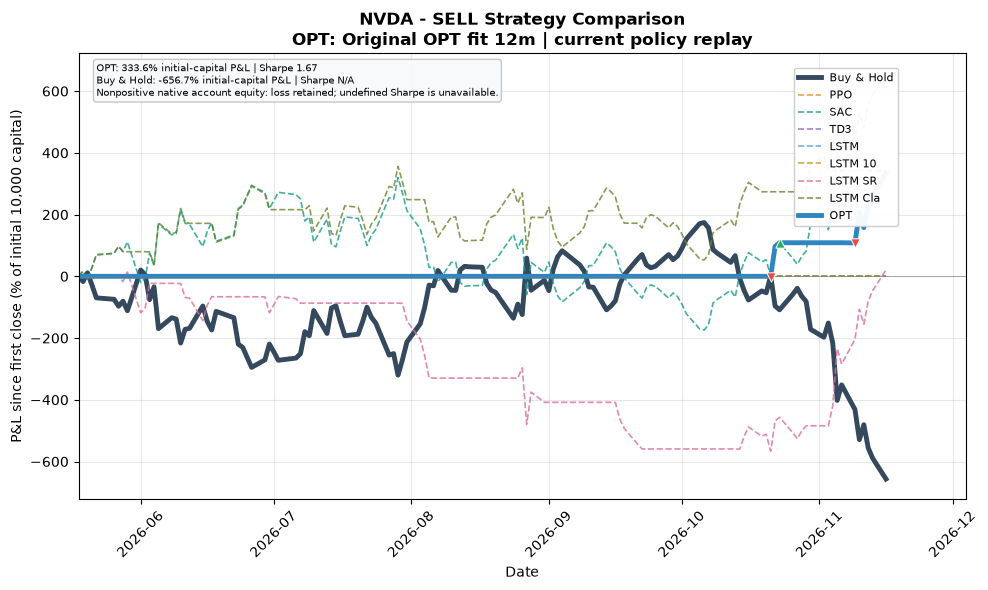 NVDA - SELL Strategy Comparison
OPT: Original OPT fit 12m | current policy replay
OPT: 333.6% initial-capital P&L | Sharpe 1.67
Buy & Hold: -656.7% initial-capital P&L | Sharpe N/A
Nonpositive native account equity: loss retained; undefined Sharpe is unavailable.
Buy & Hold
PPO
SAC
TD3
LSTM
LSTM 10
LSTM SR
LSTM Cla
OPT
P&L since first close (% of initial 10,000 capital)
600
400
200
0
−200
−400
−600
2026-06
2026-07
2026-08
2026-09
2026-10
2026-11
2026-12
Date